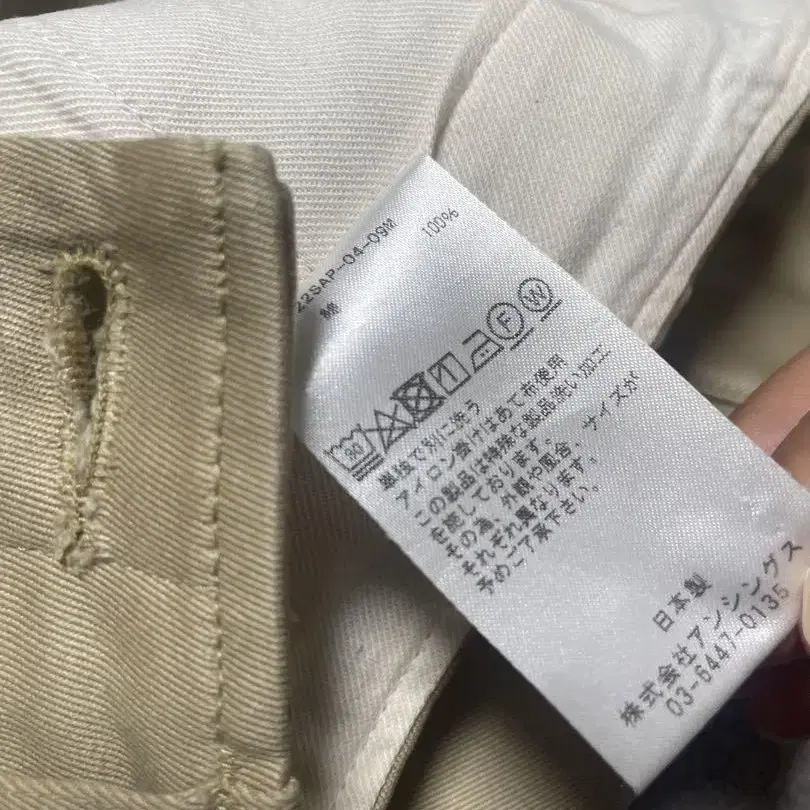 22SAP-04-09M
綿 100%
30
F W
単独で別に洗う
アイロン掛けはあて布使用
この製品は特殊な製品洗い加工
を施しております。
その為、外観や風合、サイズが
それぞれ異なります。
予めご了承下さい。
日本製
株式会社アンシングス
03-6447-0135